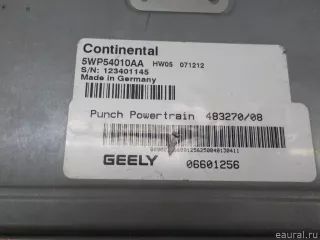 Continental
5WP54010AA HW05 071212
S/N: 123401145
Made in Germany
Punch Powertrain 483270/08
GEELY 06601256
eaural.ru